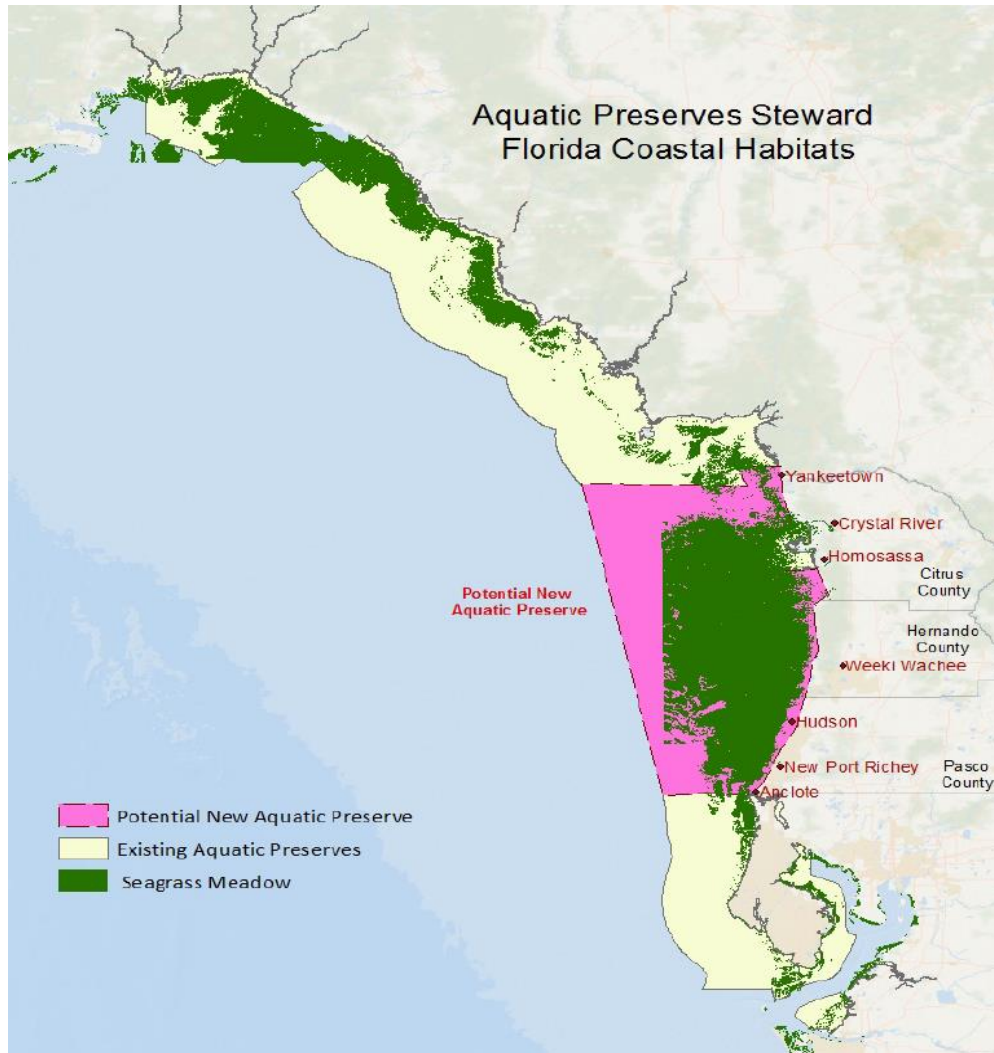 Aquatic Preserves Steward
Florida Coastal Habitats
Yankeetown
Crystal River
Homosassa
Citrus
County
Potential New
Aquatic Preserve
Hernando
County
Weeki Wachee
Hudson
New Port Richey
Pasco
County
Anclote
Potential New Aquatic Preserve
Existing Aquatic Preserves
Seagrass Meadow